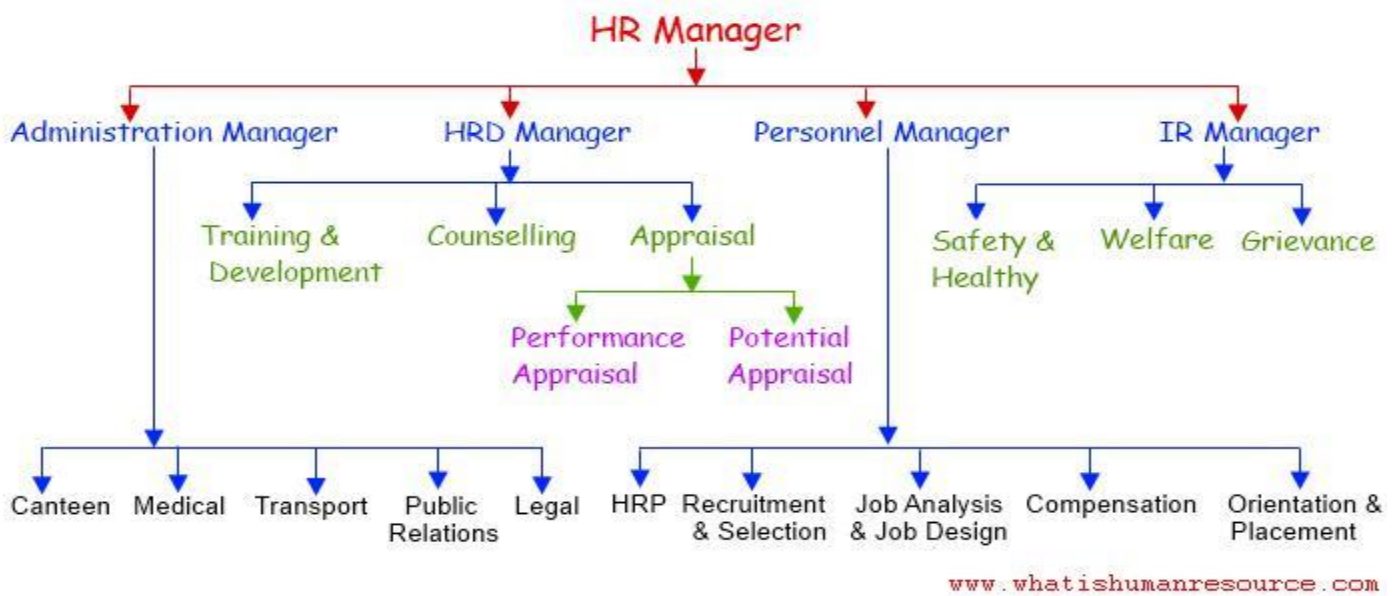 HR Manager
Administration Manager
HRD Manager
Personnel Manager
IR Manager
Training &
Development
Counselling
Appraisal
Safety &
Healthy
Welfare
Grievance
Performance
Appraisal
Potential
Appraisal
Canteen
Medical
Transport
Public
Relations
Legal
HRP
Recruitment
& Selection
Job Analysis
& Job Design
Compensation
Orientation &
Placement
www.whatishumanresource.com